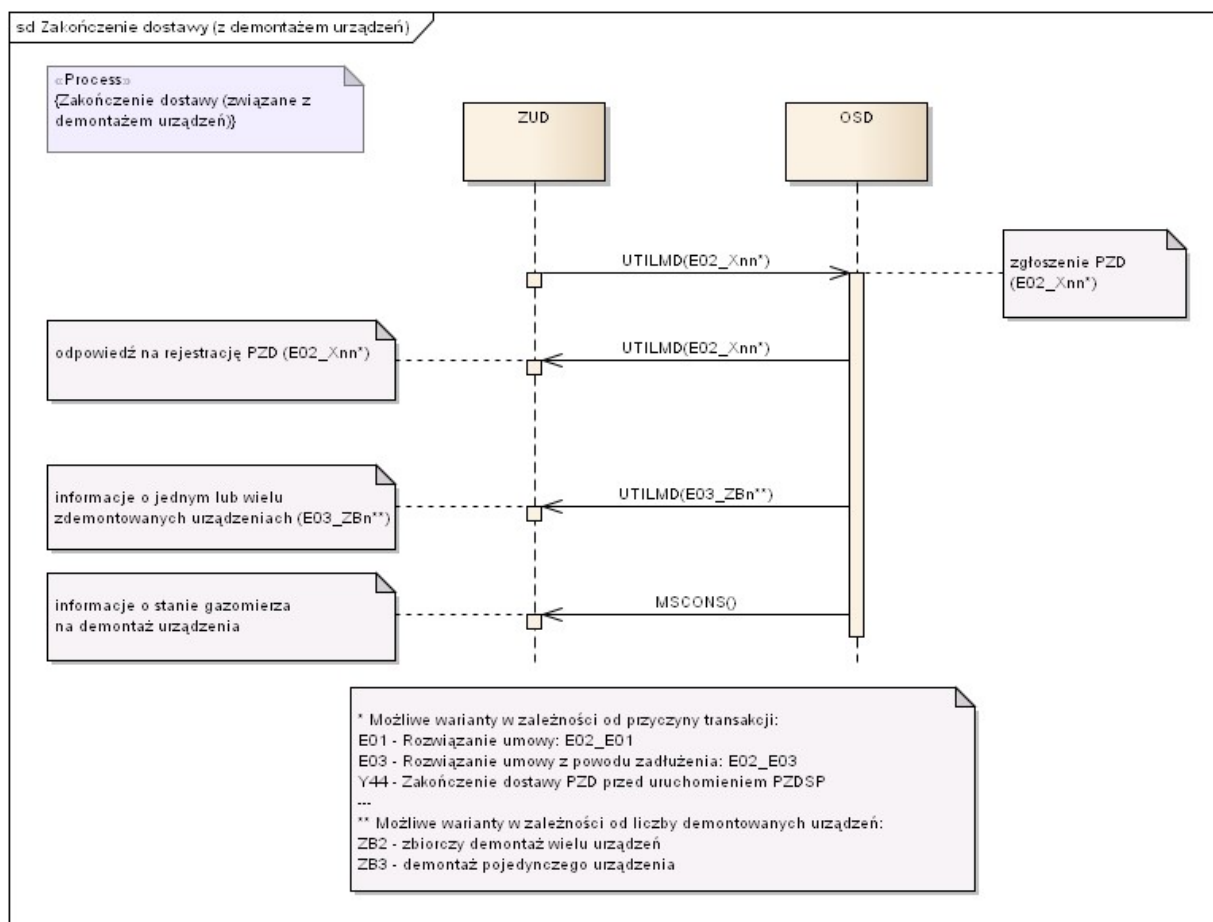 sd Zakończenie dostawy (z demontażem urządzeń)
«Process»
{Zakończenie dostawy (związane z
demontażem urządzeń)}
ZUD
OSD
UTILMD(E02_Xnn*)
zgłoszenie PZD
(E02_Xnn*)
odpowiedź na rejestrację PZD (E02_Xnn*)
UTILMD(E02_Xnn*)
informacje o jednym lub wielu
zdemontowanych urządzeniach (E03_ZBn**)
UTILMD(E03_ZBn**)
informacje o stanie gazomierza
na demontaż urządzenia
MSCONS()
* Możliwe warianty w zależności od przyczyny transakcji:
E01 - Rozwiązanie umowy: E02_E01
E03 - Rozwiązanie umowy z powodu zadłużenia: E02_E03
Y44 - Zakończenie dostawy PZD przed uruchomieniem PZDSP
---
** Możliwe warianty w zależności od liczby demontowanych urządzeń:
ZB2 - zbiorczy demontaż wielu urządzeń
ZB3 - demontaż pojedynczego urządzenia